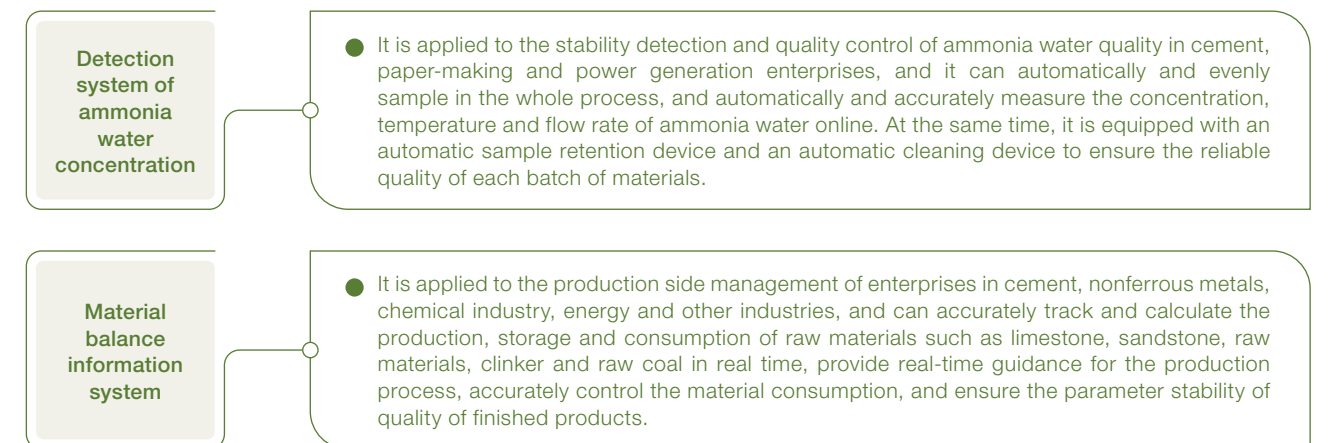 Detection
system of
ammonia
water
concentration
● It is applied to the stability detection and quality control of ammonia water quality in cement,
paper-making and power generation enterprises, and it can automatically and evenly
sample in the whole process, and automatically and accurately measure the concentration,
temperature and flow rate of ammonia water online. At the same time, it is equipped with an
automatic sample retention device and an automatic cleaning device to ensure the reliable
quality of each batch of materials.
Material
balance
information
system
● It is applied to the production side management of enterprises in cement, nonferrous metals,
chemical industry, energy and other industries, and can accurately track and calculate the
production, storage and consumption of raw materials such as limestone, sandstone, raw
materials, clinker and raw coal in real time, provide real-time guidance for the production
process, accurately control the material consumption, and ensure the parameter stability of
quality of finished products.